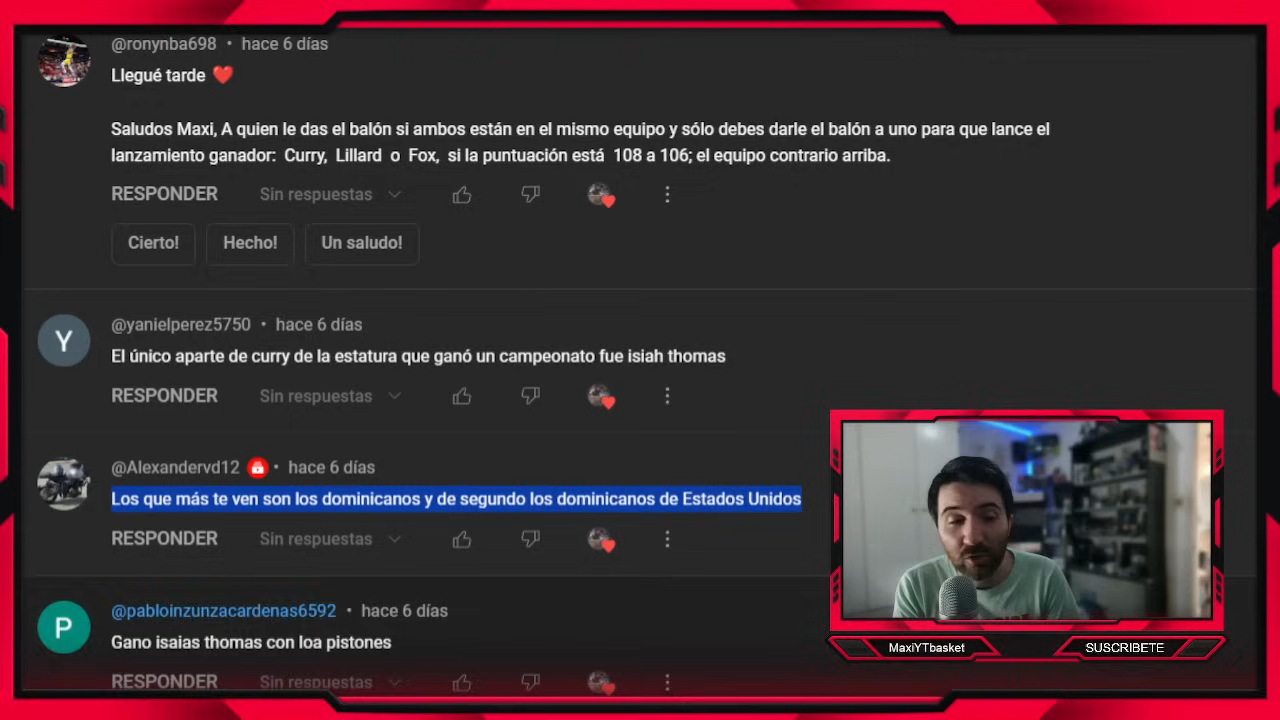 @ronynba698 • hace 6 días
Llegué tarde ❤️
Saludos Maxi, A quien le das el balón si ambos están en el mismo equipo y sólo debes darle el balón a uno para que lance el
lanzamiento ganador: Curry, Lillard o Fox, si la puntuación está 108 a 106; el equipo contrario arriba.
RESPONDER Sin respuestas
Cierto! Hecho! Un saludo!
Y
@yanielperez5750 • hace 6 días
El único aparte de curry de la estatura que ganó un campeonato fue isiah thomas
RESPONDER Sin respuestas
@Alexandervd12 • hace 6 días
Los que más te ven son los dominicanos y de segundo los dominicanos de Estados Unidos
RESPONDER Sin respuestas
P
@pabloinzunzacardenas6592 • hace 6 días
Gano isaias thomas con loa pistones
RESPONDER Sin respuestas
MaxiYTbasket
SUSCRIBETE